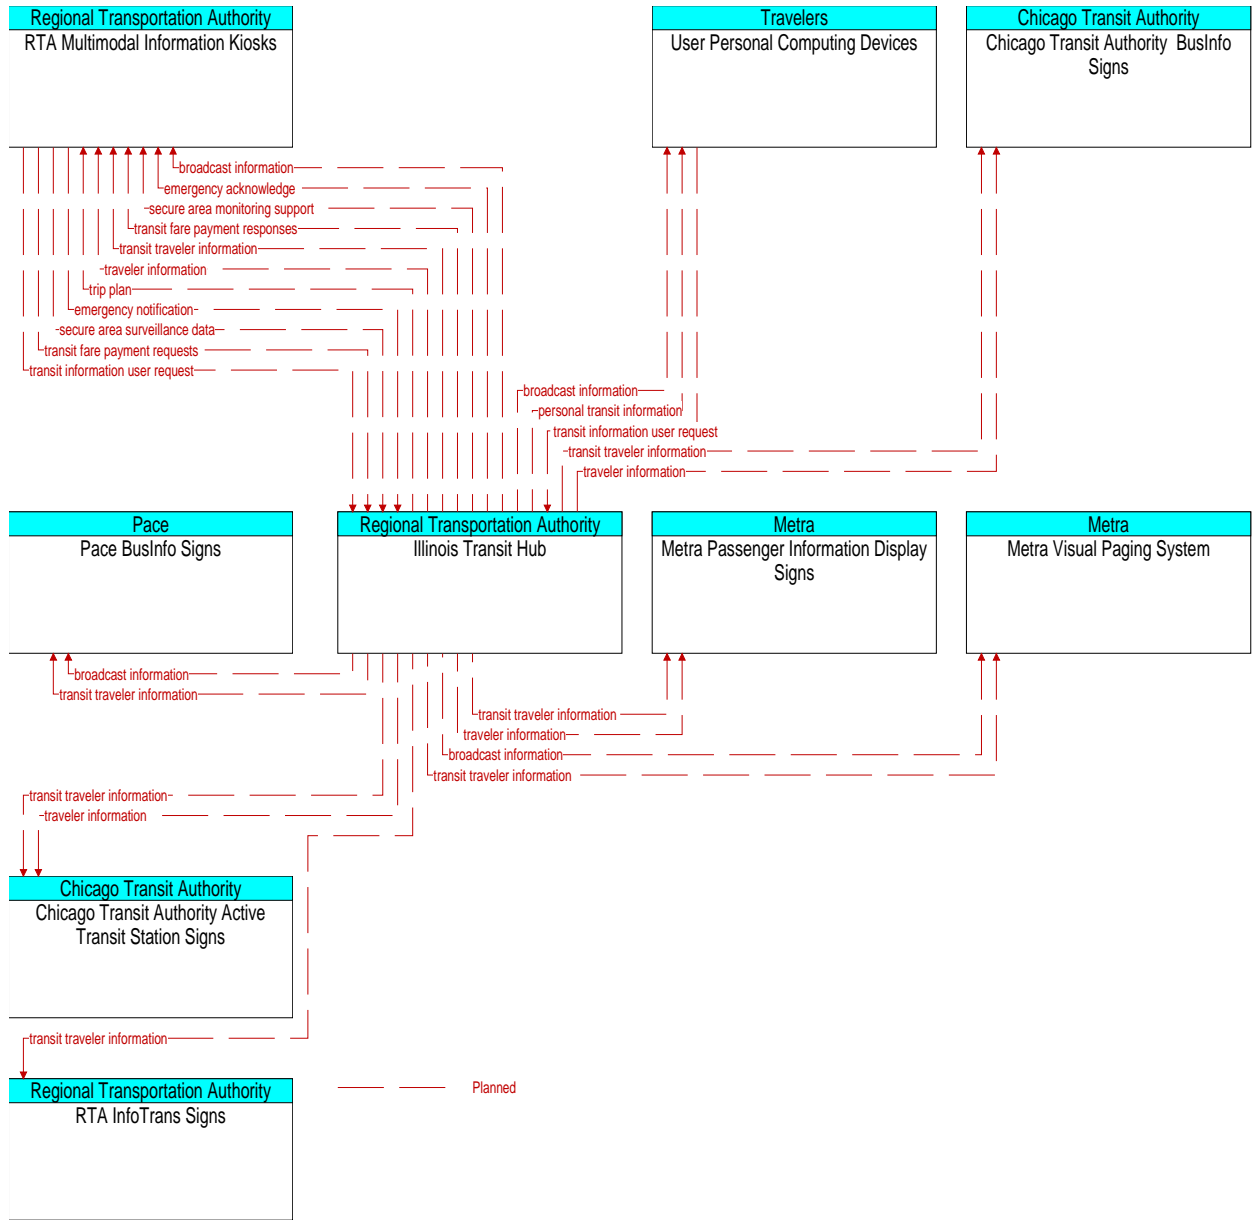 Regional Transportation Authority
RTA Multimodal Information Kiosks
Travelers
User Personal Computing Devices
Chicago Transit Authority
Chicago Transit Authority  BusInfo
Signs
broadcast information
emergency acknowledge
secure area monitoring support
transit fare payment responses
transit traveler information
traveler information
trip plan
emergency notification
secure area surveillance data
transit fare payment requests
transit information user request
broadcast information
personal transit information
transit information user request
transit traveler information
traveler information
Pace
Pace BusInfo Signs
Regional Transportation Authority
Illinois Transit Hub
Metra
Metra Passenger Information Display
Signs
Metra
Metra Visual Paging System
broadcast information
transit traveler information
transit traveler information
traveler information
broadcast information
transit traveler information
transit traveler information
traveler information
Chicago Transit Authority
Chicago Transit Authority Active
Transit Station Signs
transit traveler information
Regional Transportation Authority
RTA InfoTrans Signs
Planned